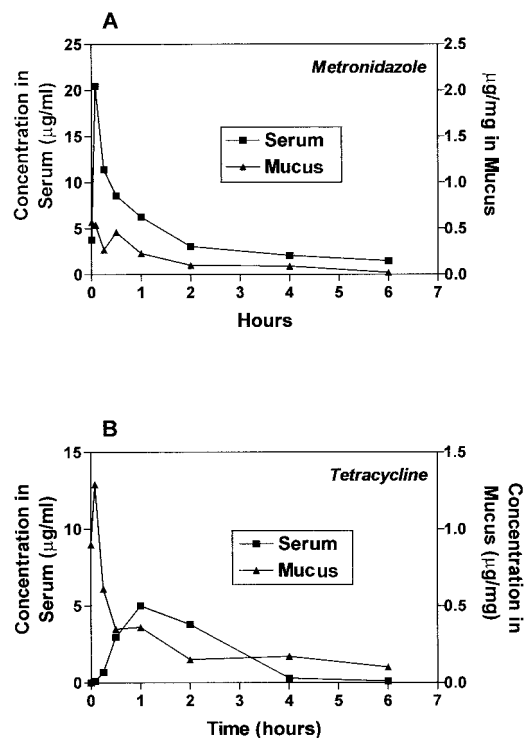 A
Metronidazole
Concentration in
Serum (µg/ml)
25
20
15
10
5
0
2.5
2.0
1.5
1.0
0.5
0.0
µg/mg in Mucus
Serum
Mucus
0 1 2 3 4 5 6 7
Hours
B
Tetracycline
Concentration in
Serum (µg/ml)
15
10
5
0
1.5
1.0
0.5
0.0
Concentration in
Mucus (µg/mg)
Serum
Mucus
0 1 2 3 4 5 6 7
Time (hours)